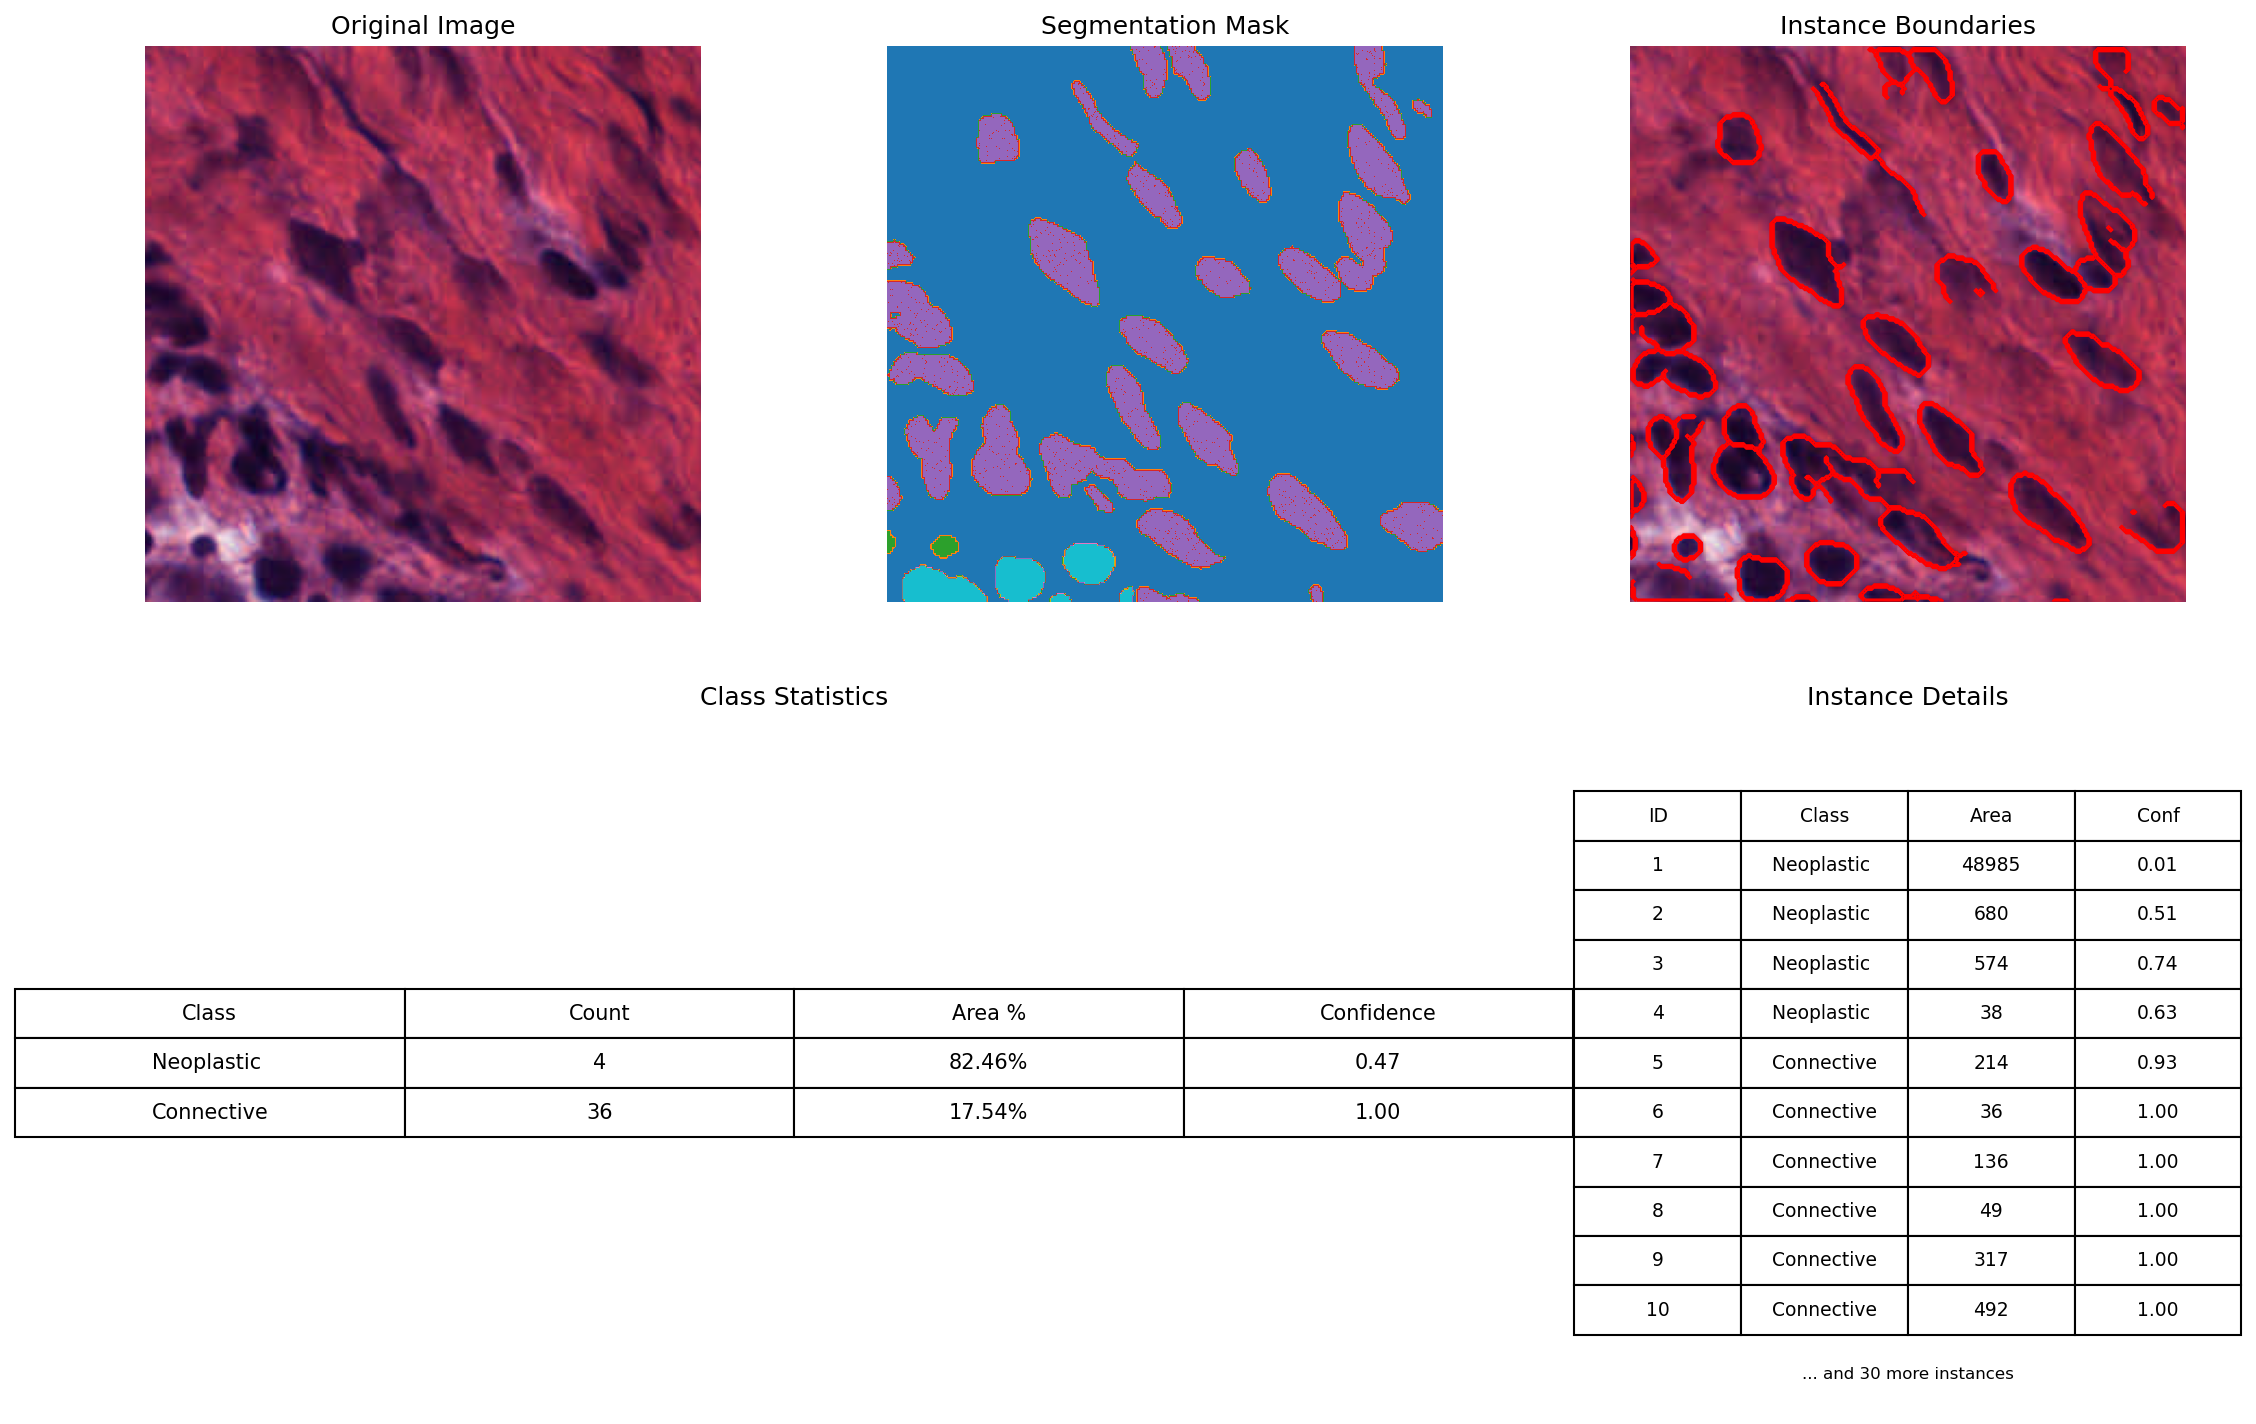 Original Image
Segmentation Mask
Instance Boundaries
Class Statistics
Class Count Area % Confidence
Neoplastic 4 82.46% 0.47
Connective 36 17.54% 1.00
Instance Details
ID Class Area Conf
1 Neoplastic 48985 0.01
2 Neoplastic 680 0.51
3 Neoplastic 574 0.74
4 Neoplastic 38 0.63
5 Connective 214 0.93
6 Connective 36 1.00
7 Connective 136 1.00
8 Connective 49 1.00
9 Connective 317 1.00
10 Connective 492 1.00
... and 30 more instances